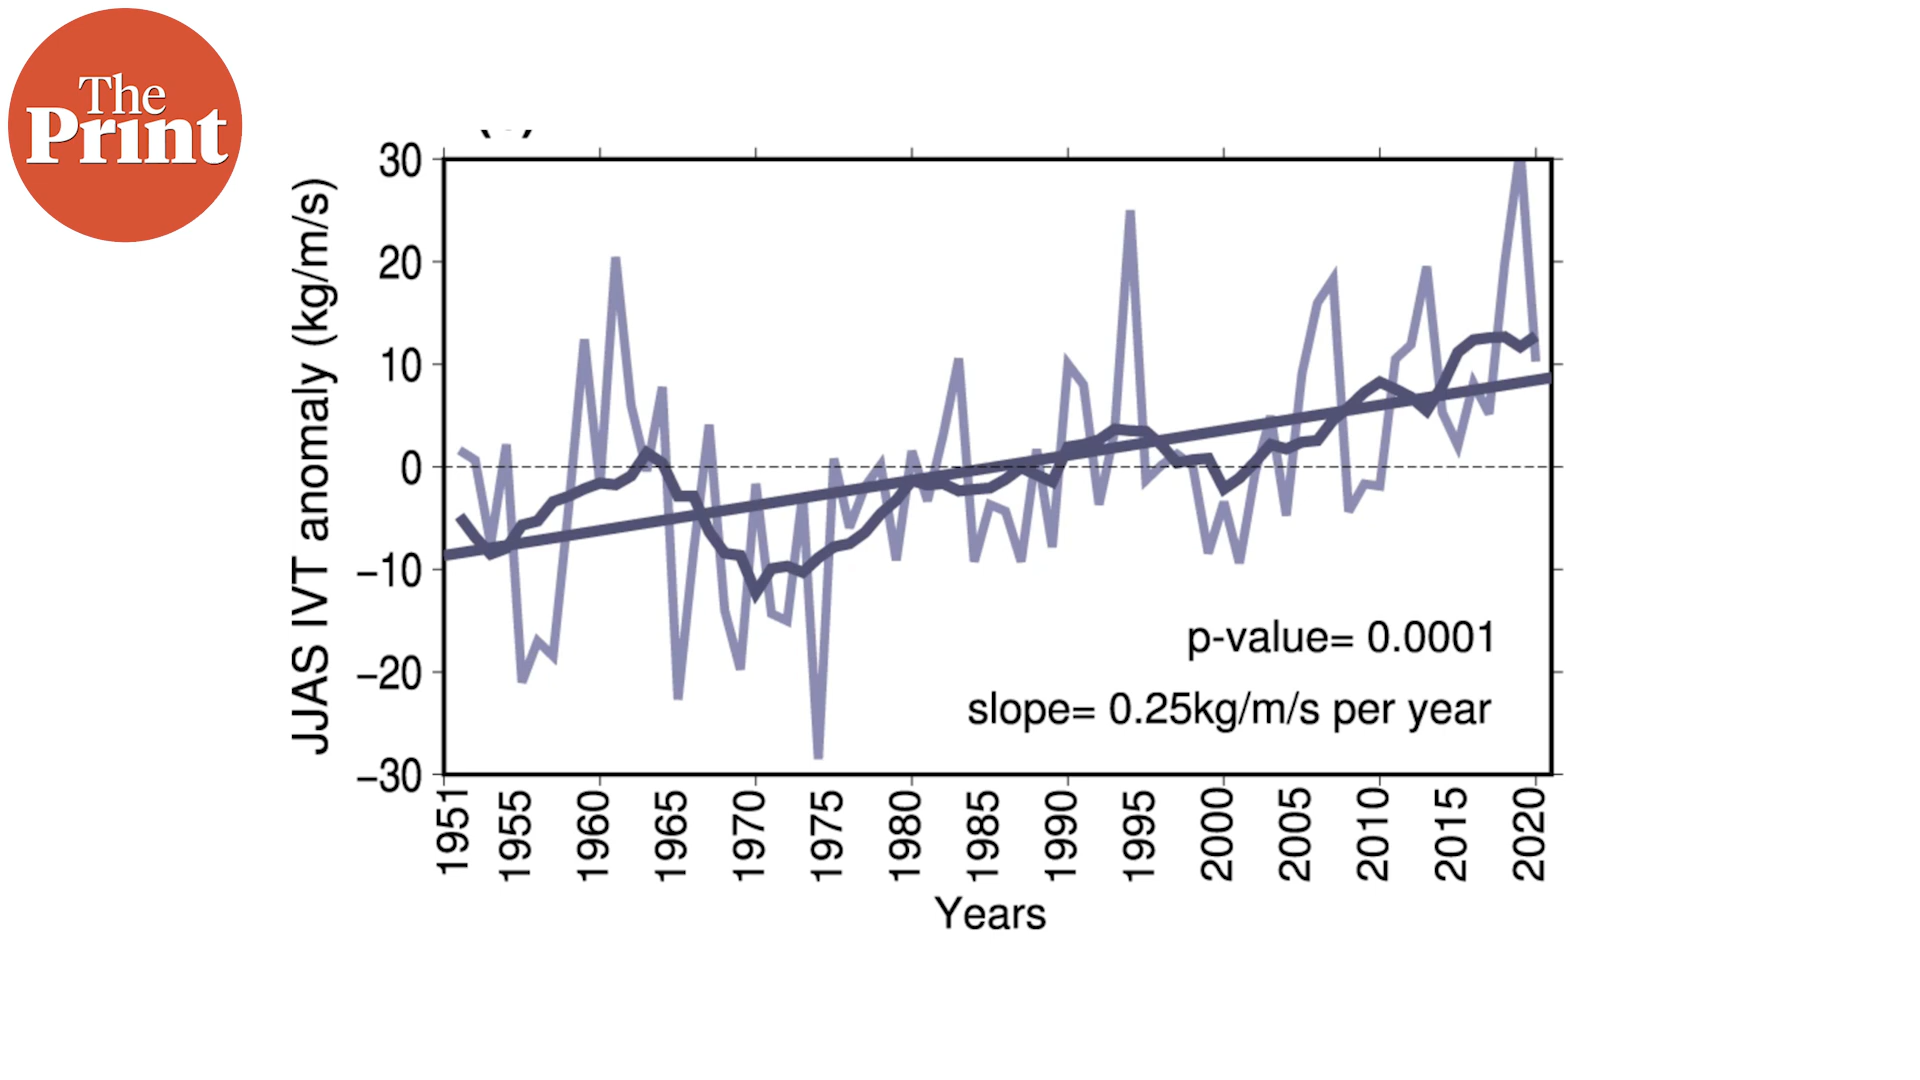 The
Print
JJAS IVT anomaly (kg/m/s)
30
20
10
0
−10
−20
−30
p-value= 0.0001
slope= 0.25kg/m/s per year
1951 1955 1960 1965 1970 1975 1980 1985 1990 1995 2000 2005 2010 2015 2020
Years